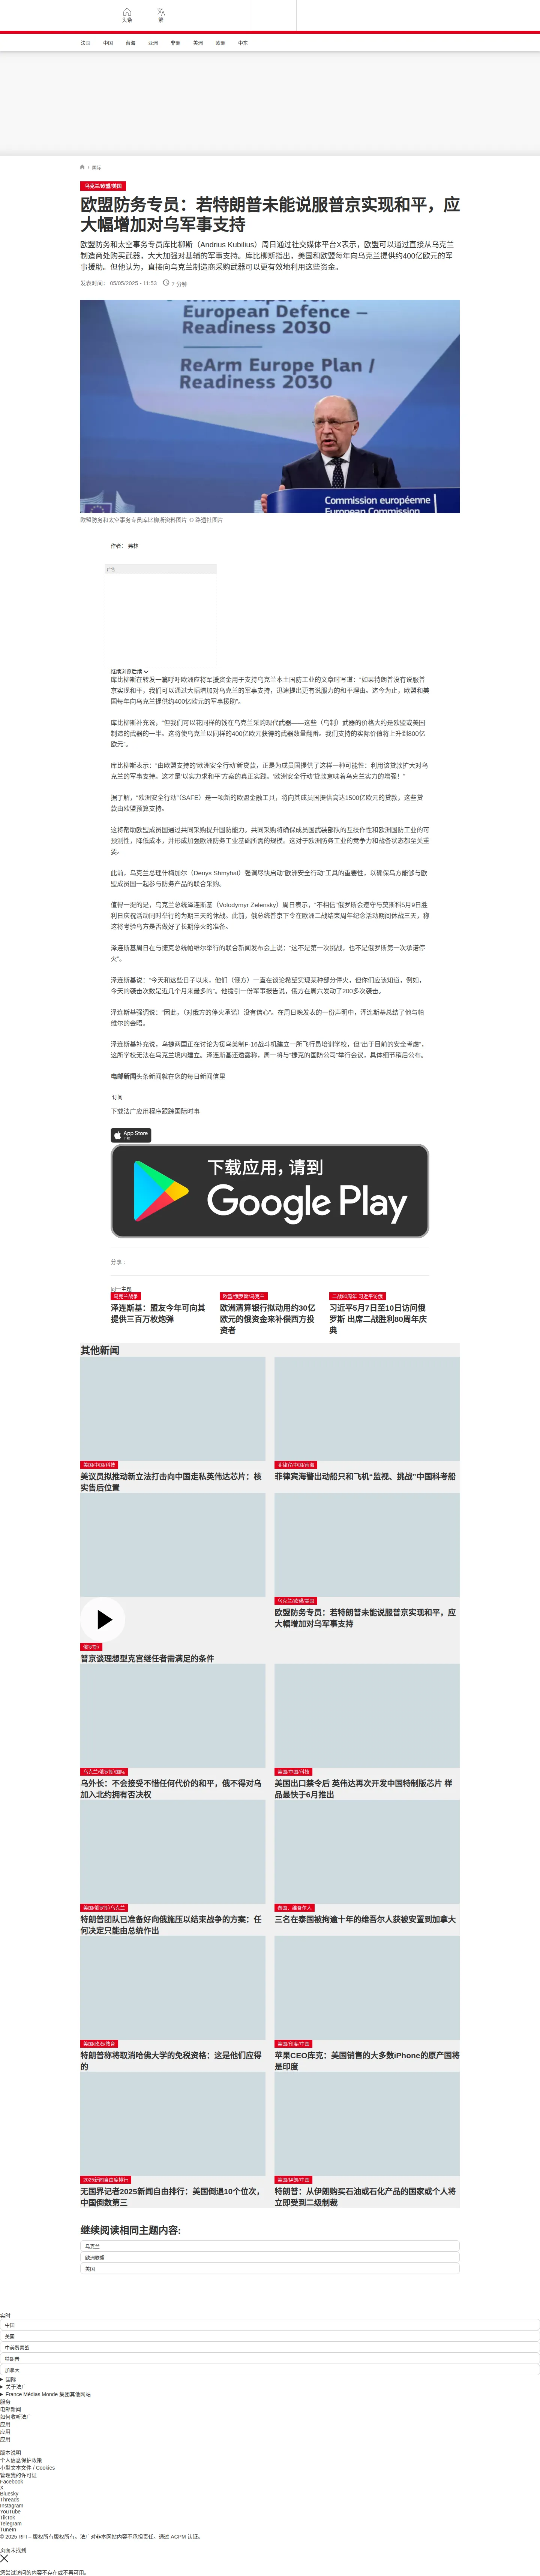 头条
繁
法国
中国
台海
亚洲
非洲
美洲
欧洲
中东
/ 国际
乌克兰/欧盟/美国
欧盟防务专员：若特朗普未能说服普京实现和平，应
大幅增加对乌军事支持
欧盟防务和太空事务专员库比柳斯（Andrius Kubilius）周日通过社交媒体平台X表示，欧盟可以通过直接从乌克兰
制造商处购买武器，大大加强对基辅的军事支持。库比柳斯指出，美国和欧盟每年向乌克兰提供约400亿欧元的军
事援助。但他认为，直接向乌克兰制造商采购武器可以更有效地利用这些资金。
发表时间： 05/05/2025 - 11:53
7 分钟
White Paper for
European Defence –
Readiness 2030
ReArm Europe Plan /
Readiness 2030
Commission européenne
European Commission
欧盟防务和太空事务专员库比柳斯资料图片 © 路透社图片
作者： 弗林
广告
继续浏览后续
库比柳斯在转发一篇呼吁欧洲应将军援资金用于支持乌克兰本土国防工业的文章时写道：“如果特朗普没有说服普
京实现和平，我们可以通过大幅增加对乌克兰的军事支持，迅速提出更有说服力的和平理由。迄今为止，欧盟和美
国每年向乌克兰提供约400亿欧元的军事援助”。
库比柳斯补充说，“但我们可以花同样的钱在乌克兰采购现代武器——这些（乌制）武器的价格大约是欧盟或美国
制造的武器的一半。这将使乌克兰以同样的400亿欧元获得的武器数量翻番。我们支持的实际价值将上升到800亿
欧元”。
库比柳斯表示：“由欧盟支持的‘欧洲安全行动’新贷款，正是为成员国提供了这样一种可能性：利用该贷款扩大对乌
克兰的军事支持。这才是‘以实力求和平’方案的真正实践。‘欧洲安全行动’贷款意味着乌克兰实力的增强！”
据了解，“欧洲安全行动”（SAFE）是一项新的欧盟金融工具，将向其成员国提供高达1500亿欧元的贷款，这些贷
款由欧盟预算支持。
这将帮助欧盟成员国通过共同采购提升国防能力。共同采购将确保成员国武装部队的互操作性和欧洲国防工业的可
预测性，降低成本，并形成加强欧洲防务工业基础所需的规模。这对于欧洲防务工业的竞争力和战备状态都至关重
要。
此前，乌克兰总理什梅加尔（Denys Shmyhal）强调尽快启动“欧洲安全行动”工具的重要性，以确保乌方能够与欧
盟成员国一起参与防务产品的联合采购。
值得一提的是，乌克兰总统泽连斯基（Volodymyr Zelensky）周日表示，“不相信”俄罗斯会遵守与莫斯科5月9日胜
利日庆祝活动同时举行的为期三天的休战。此前，俄总统普京下令在欧洲二战结束周年纪念活动期间休战三天，称
这将考验乌方是否做好了长期停火的准备。
泽连斯基周日在与捷克总统帕维尔举行的联合新闻发布会上说：“这不是第一次挑战，也不是俄罗斯第一次承诺停
火”。
泽连斯基说：“今天和这些日子以来，他们（俄方）一直在谈论希望实现某种部分停火，但你们应该知道，例如，
今天的袭击次数是近几个月来最多的”。他援引一份军事报告说，俄方在周六发动了200多次袭击。
泽连斯基强调说：“因此，（对俄方的停火承诺）没有信心”。在周日晚发表的一份声明中，泽连斯基总结了他与帕
维尔的会晤。
泽连斯基补充说，乌捷两国正在讨论为援乌美制F-16战斗机建立一所飞行员培训学校，但“出于目前的安全考虑”，
这所学校无法在乌克兰境内建立。泽连斯基还透露称，周一将与“捷克的国防公司”举行会议，具体细节稍后公布。
电邮新闻头条新闻就在您的每日新闻信里
订阅
下载法广应用程序跟踪国际时事
App Store
下载
下载应用，请到
Google Play
分享 :
同一主题
乌克兰战争
泽连斯基：盟友今年可向其
提供三百万枚炮弹
欧盟/俄罗斯/乌克兰
欧洲清算银行拟动用约30亿
欧元的俄资金来补偿西方投
资者
二战80周年 习近平访俄
习近平5月7日至10日访问俄
罗斯 出席二战胜利80周年庆
典
其他新闻
美国/中国/科技
美议员拟推动新立法打击向中国走私英伟达芯片：核
实售后位置
菲律宾/中国/南海
菲律宾海警出动船只和飞机“监视、挑战”中国科考船
俄罗斯/
普京谈理想型克宫继任者需满足的条件
乌克兰/欧盟/美国
欧盟防务专员：若特朗普未能说服普京实现和平，应
大幅增加对乌军事支持
乌克兰/俄罗斯/国际
乌外长：不会接受不惜任何代价的和平，俄不得对乌
加入北约拥有否决权
美国/中国/科技
美国出口禁令后 英伟达再次开发中国特制版芯片 样
品最快于6月推出
美国/俄罗斯/乌克兰
特朗普团队已准备好向俄施压以结束战争的方案：任
何决定只能由总统作出
泰国，维吾尔人
三名在泰国被拘逾十年的维吾尔人获被安置到加拿大
美国/政治/教育
特朗普称将取消哈佛大学的免税资格：这是他们应得
的
美国/印度/中国
苹果CEO库克：美国销售的大多数iPhone的原产国将
是印度
2025新闻自由度排行
无国界记者2025新闻自由排行：美国倒退10个位次，
中国倒数第三
美国/伊朗/中国
特朗普：从伊朗购买石油或石化产品的国家或个人将
立即受到二级制裁
继续阅读相同主题内容:
乌克兰
欧洲联盟
美国
实时
中国
美国
中美贸易战
特朗普
加拿大
国际
关于法广
France Médias Monde 集团其他网站
服务
电邮新闻
如何收听法广
应用
应用
应用
版本说明
个人信息保护政策
小型文本文件 / Cookies
管理我的许可证
Facebook
X
Bluesky
Threads
Instagram
YouTube
TikTok
Telegram
TuneIn
© 2025 RFI – 版权所有版权所有。法广对非本网站内容不承担责任。通过 ACPM 认证。
页面未找到
您尝试访问的内容不存在或不再可用。